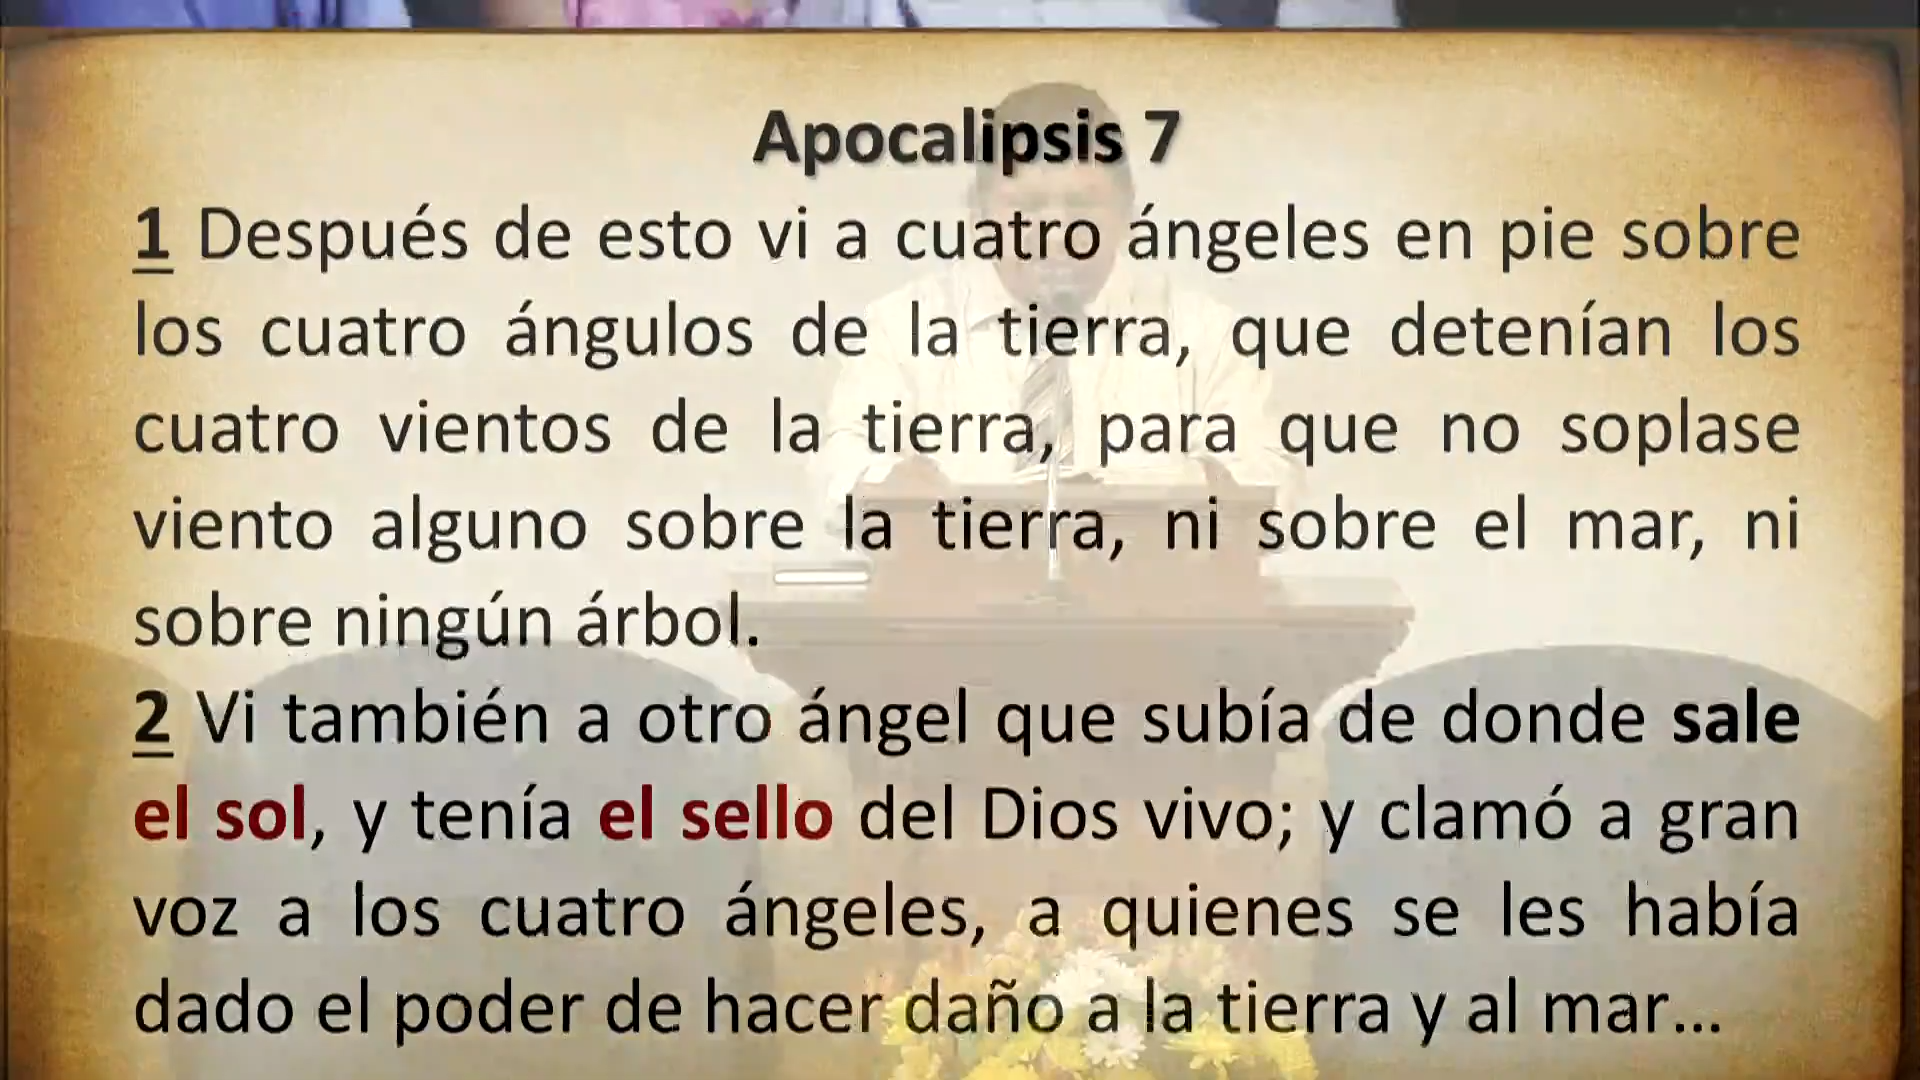 Apocalipsis 7
1 Después de esto vi a cuatro ángeles en pie sobre
los cuatro ángulos de la tierra, que detenían los
cuatro vientos de la tierra, para que no soplase
viento alguno sobre la tierra, ni sobre el mar, ni
sobre ningún árbol.
2 Vi también a otro ángel que subía de donde sale
el sol, y tenía el sello del Dios vivo; y clamó a gran
voz a los cuatro ángeles, a quienes se les había
dado el poder de hacer daño a la tierra y al mar...